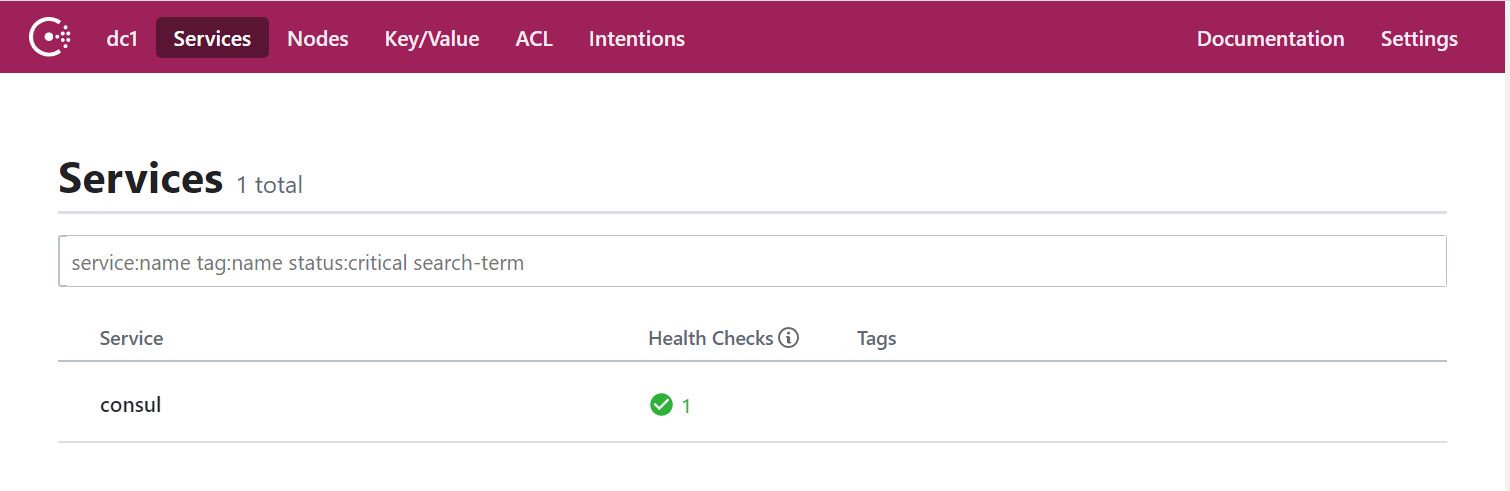 dc1 Services Nodes Key/Value ACL Intentions Documentation Settings
Services 1 total
service:name tag:name status:critical search-term
Service Health Checks Tags
consul 1